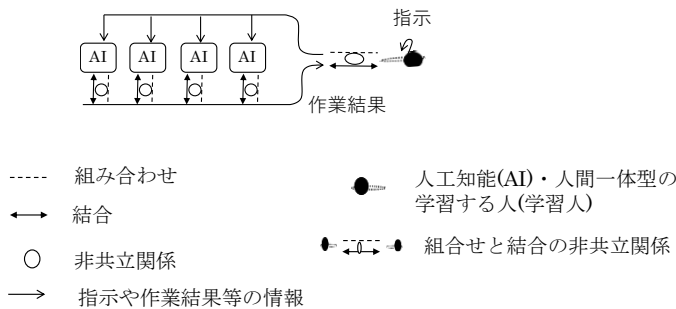 指示
AI AI AI AI
作業結果
組み合わせ
結合
非共立関係
指示や作業結果等の情報
人工知能(AI)・人間一体型の
学習する人(学習人)
組合せと結合の非共立関係